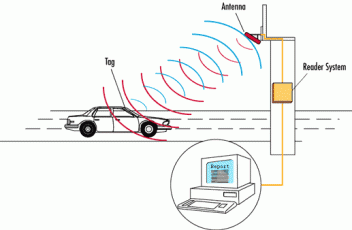 Antenna
Tag
Reader System
Report